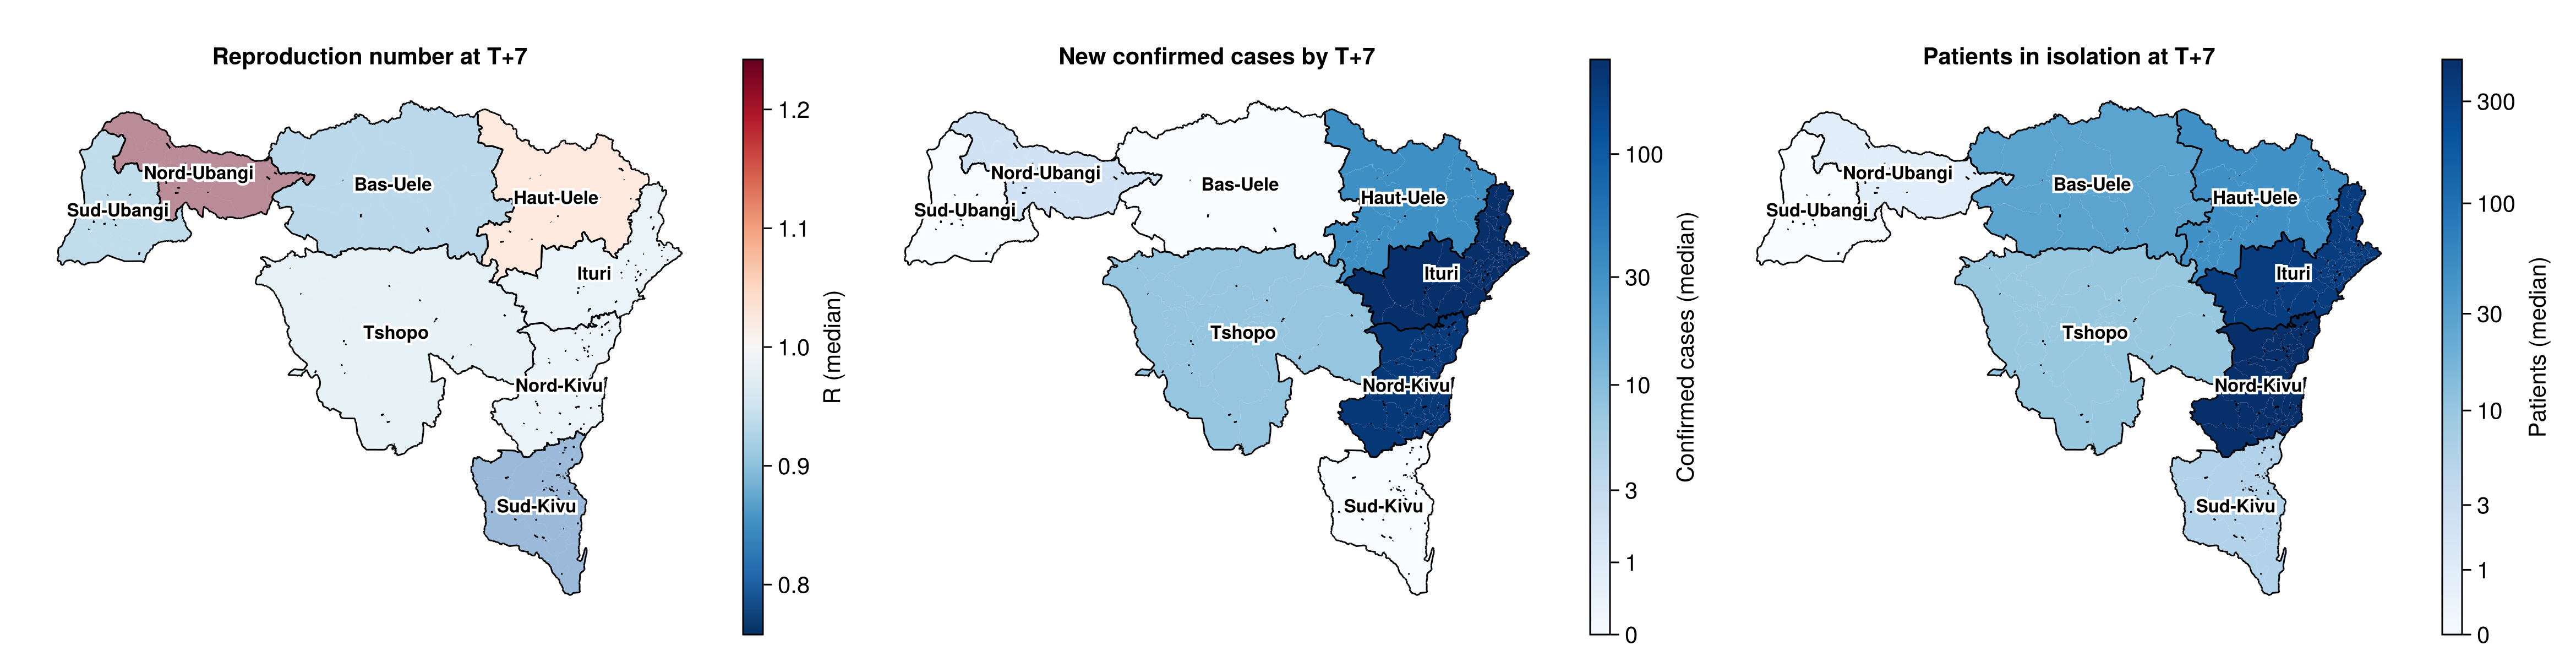 Reproduction number at T+7
Nord-Ubangi
Sud-Ubangi
Bas-Uele
Haut-Uele
Ituri
Tshopo
Nord-Kivu
Sud-Kivu
1.2
1.1
1.0
0.9
0.8
R (median)
New confirmed cases by T+7
Nord-Ubangi
Sud-Ubangi
Bas-Uele
Haut-Uele
Ituri
Tshopo
Nord-Kivu
Sud-Kivu
100
30
10
3
1
0
Confirmed cases (median)
Patients in isolation at T+7
Nord-Ubangi
Sud-Ubangi
Bas-Uele
Haut-Uele
Ituri
Tshopo
Nord-Kivu
Sud-Kivu
300
100
30
10
3
1
0
Patients (median)